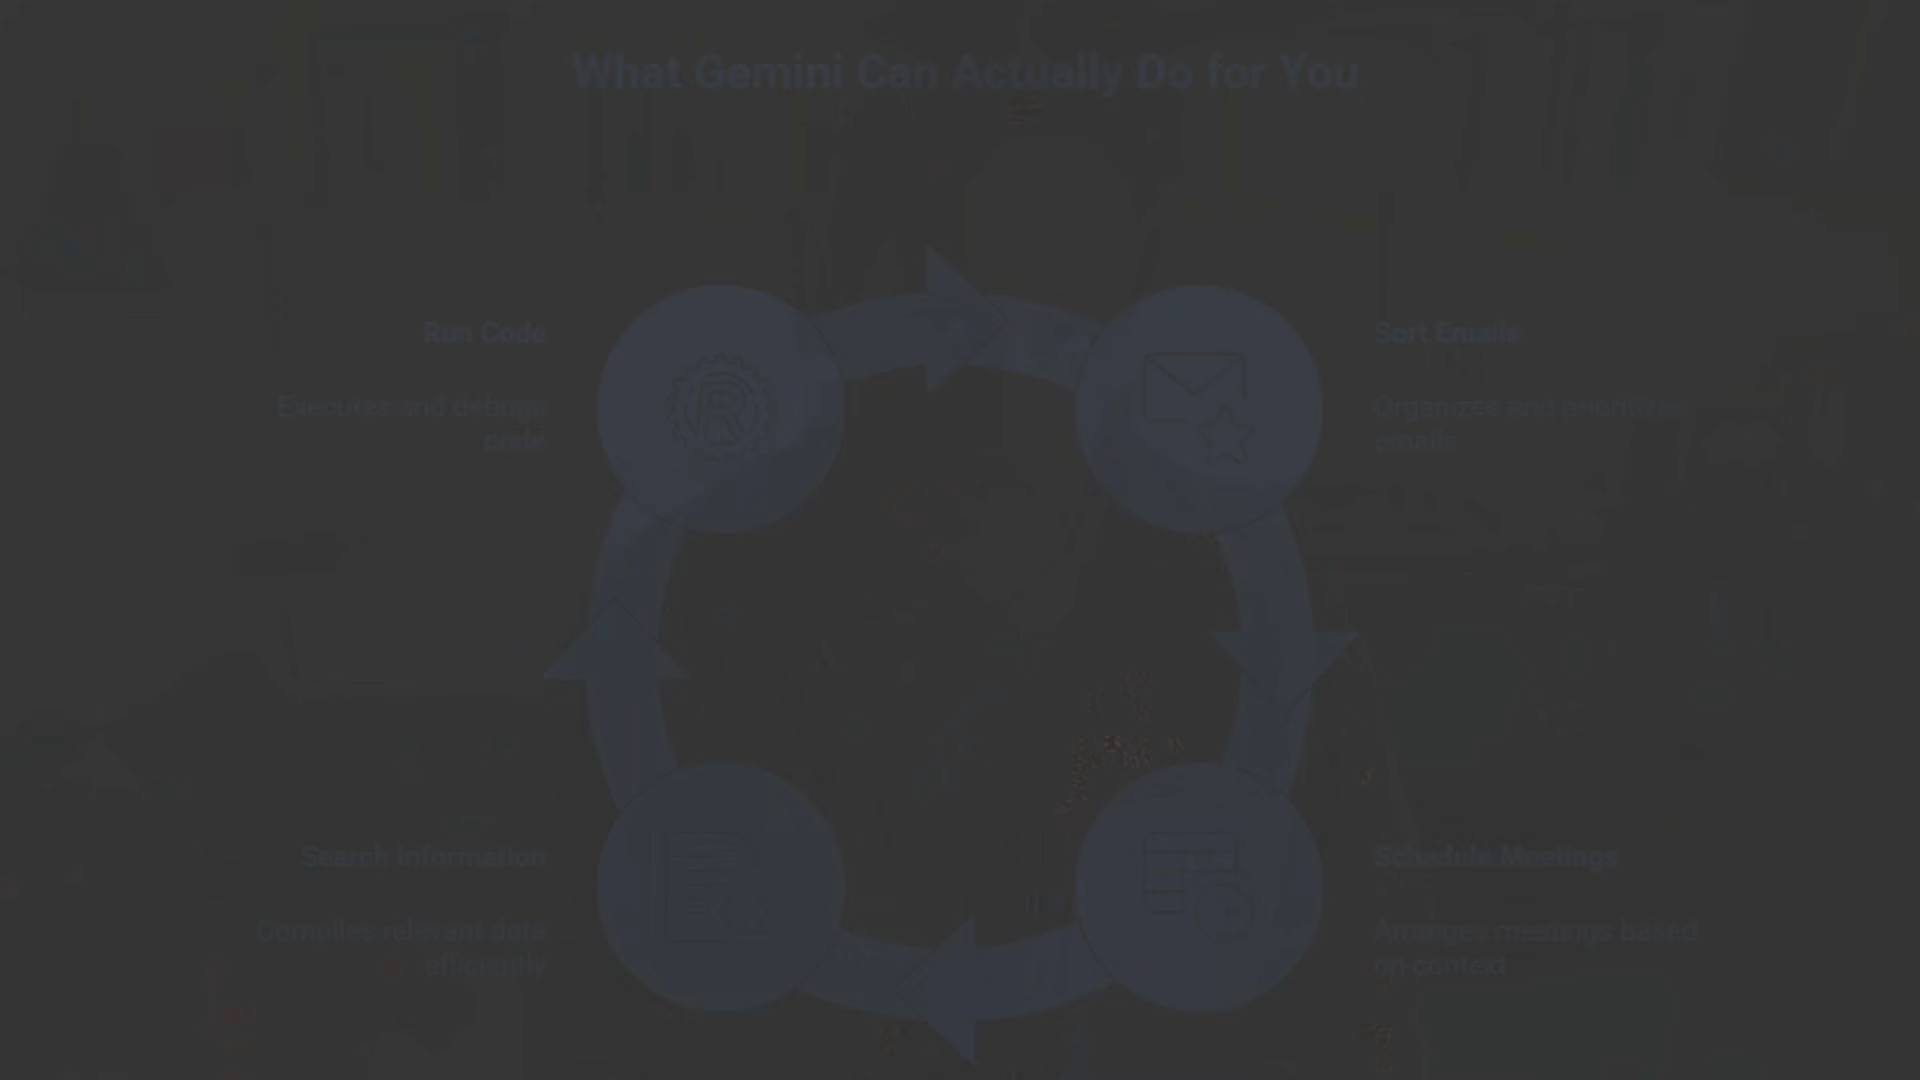 What Gemini Can Actually Do for You
Run Code
Executes and debugs
code
Sort Emails
Organizes and prioritizes
emails
Search Information
Compiles relevant data
efficiently
Schedule Meetings
Arranges meetings based
on context